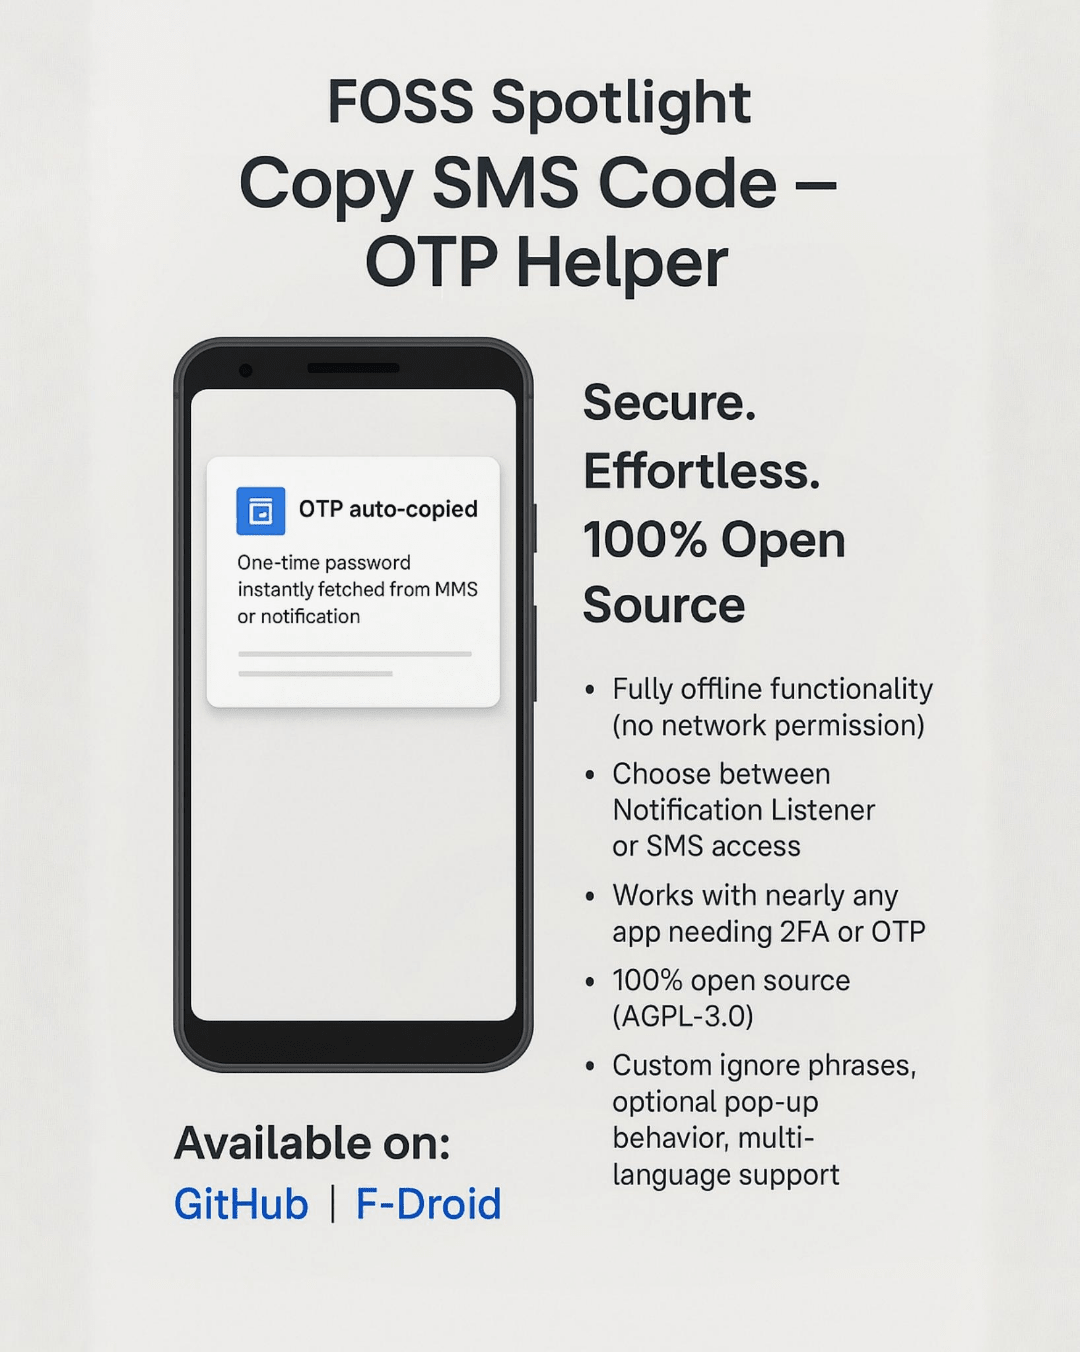 FOSS Spotlight
Copy SMS Code –
OTP Helper
OTP auto-copied
One-time password
instantly fetched from MMS
or notification
Secure.
Effortless.
100% Open
Source
• Fully offline functionality
(no network permission)
• Choose between
Notification Listener
or SMS access
• Works with nearly any
app needing 2FA or OTP
• 100% open source
(AGPL-3.0)
• Custom ignore phrases,
optional pop-up
behavior, multi-
language support
Available on:
GitHub | F-Droid